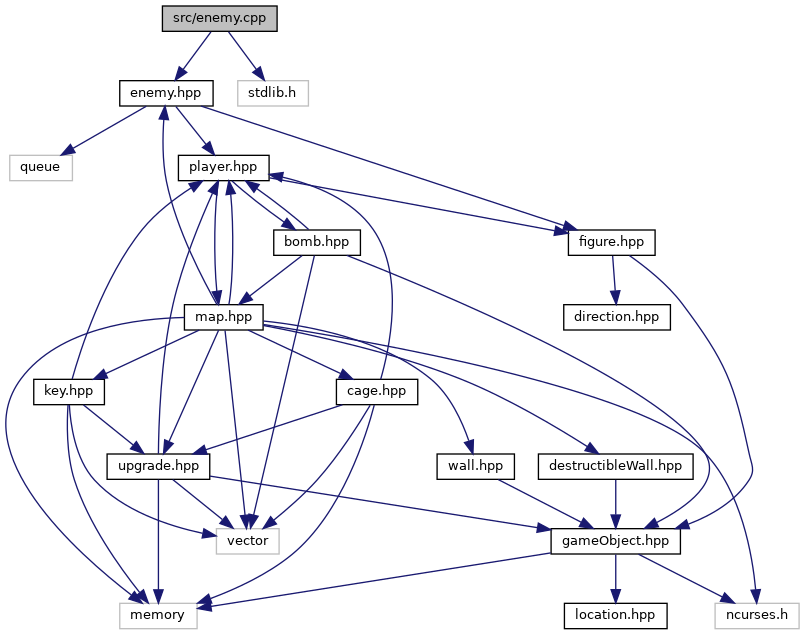 src/enemy.cpp
enemy.hpp
stdlib.h
queue
player.hpp
bomb.hpp
figure.hpp
map.hpp
direction.hpp
key.hpp
cage.hpp
upgrade.hpp
wall.hpp
destructibleWall.hpp
vector
gameObject.hpp
memory
location.hpp
ncurses.h